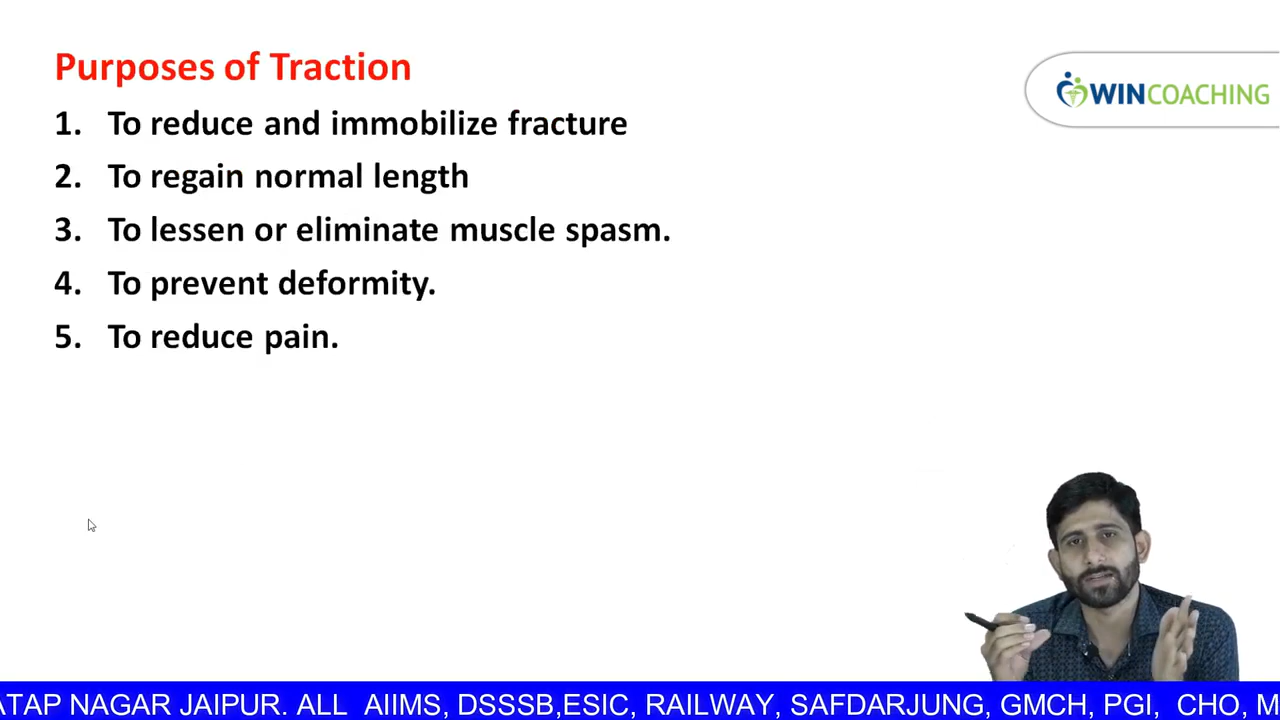 Purposes of Traction
WINCOACHING
1. To reduce and immobilize fracture
2. To regain normal length
3. To lessen or eliminate muscle spasm.
4. To prevent deformity.
5. To reduce pain.
ATAP NAGAR JAIPUR. ALL AIIMS, DSSSB,ESIC, RAILWAY, SAFDARJUNG, GMCH, PGI, CHO, M